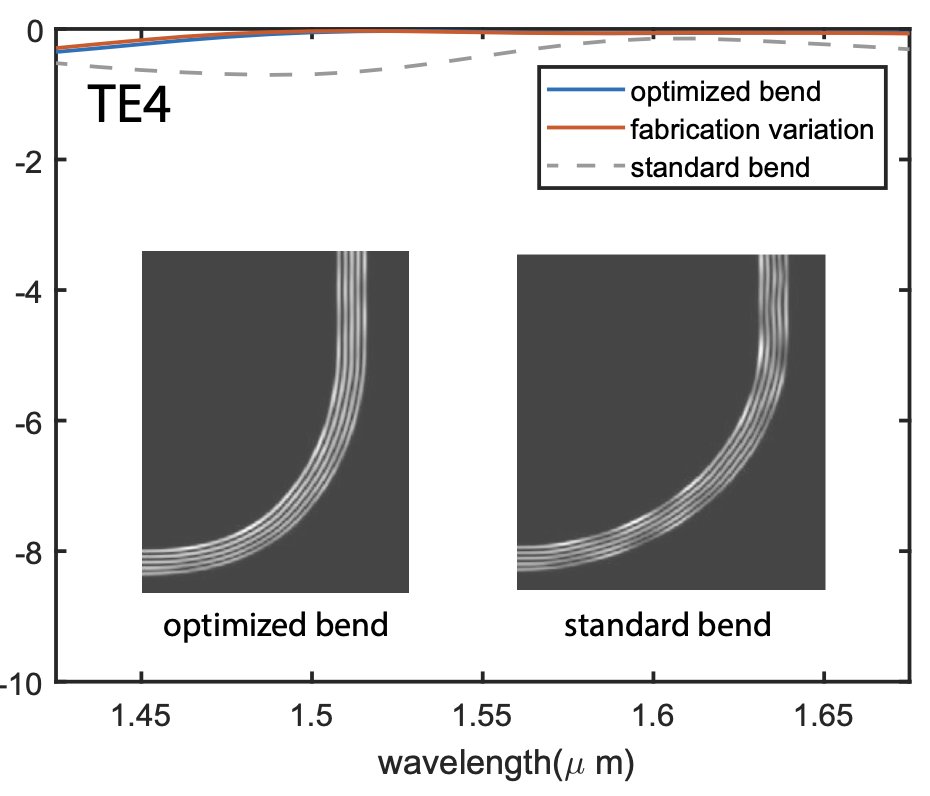 0
-2
-4
-6
-8
-10
TE4
optimized bend
fabrication variation
standard bend
optimized bend
standard bend
1.45
1.5
1.55
1.6
1.65
wavelength(μ m)